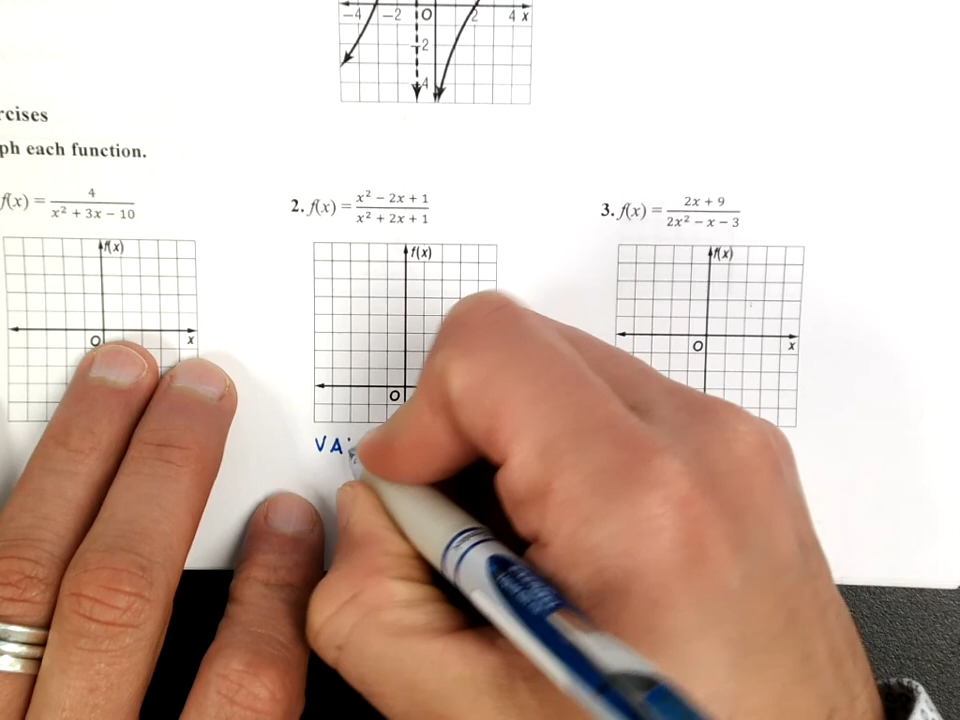 −4 −2 O 2 4 x
−2
−4
rcises
ph each function.
f(x) = 4 / x² + 3x − 10
2. f(x) = x² − 2x + 1 / x² + 2x + 1
3. f(x) = 2x + 9 / 2x² − x − 3
f(x)
O x
f(x)
O
f(x)
O x
VA: